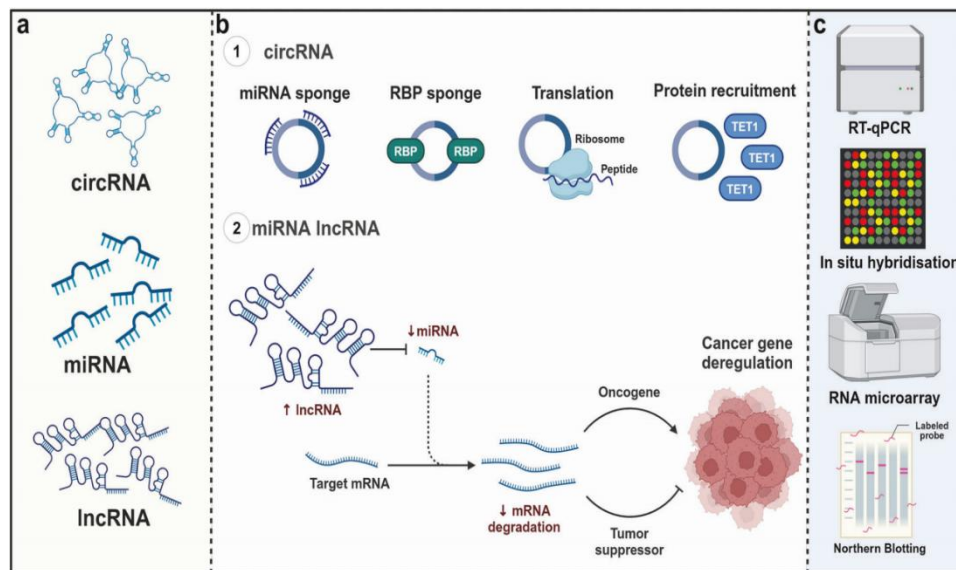 a
circRNA
miRNA
lncRNA
b
1 circRNA
miRNA sponge
RBP sponge
Translation
Protein recruitment
RBP
RBP
Ribosome
Peptide
TET1
TET1
TET1
2 miRNA lncRNA
↓miRNA
↑ lncRNA
Target mRNA
↓ mRNA
degradation
Oncogene
Tumor
suppressor
Cancer gene
deregulation
c
RT-qPCR
In situ hybridisation
RNA microarray
Labeled
probe
Northern Blotting